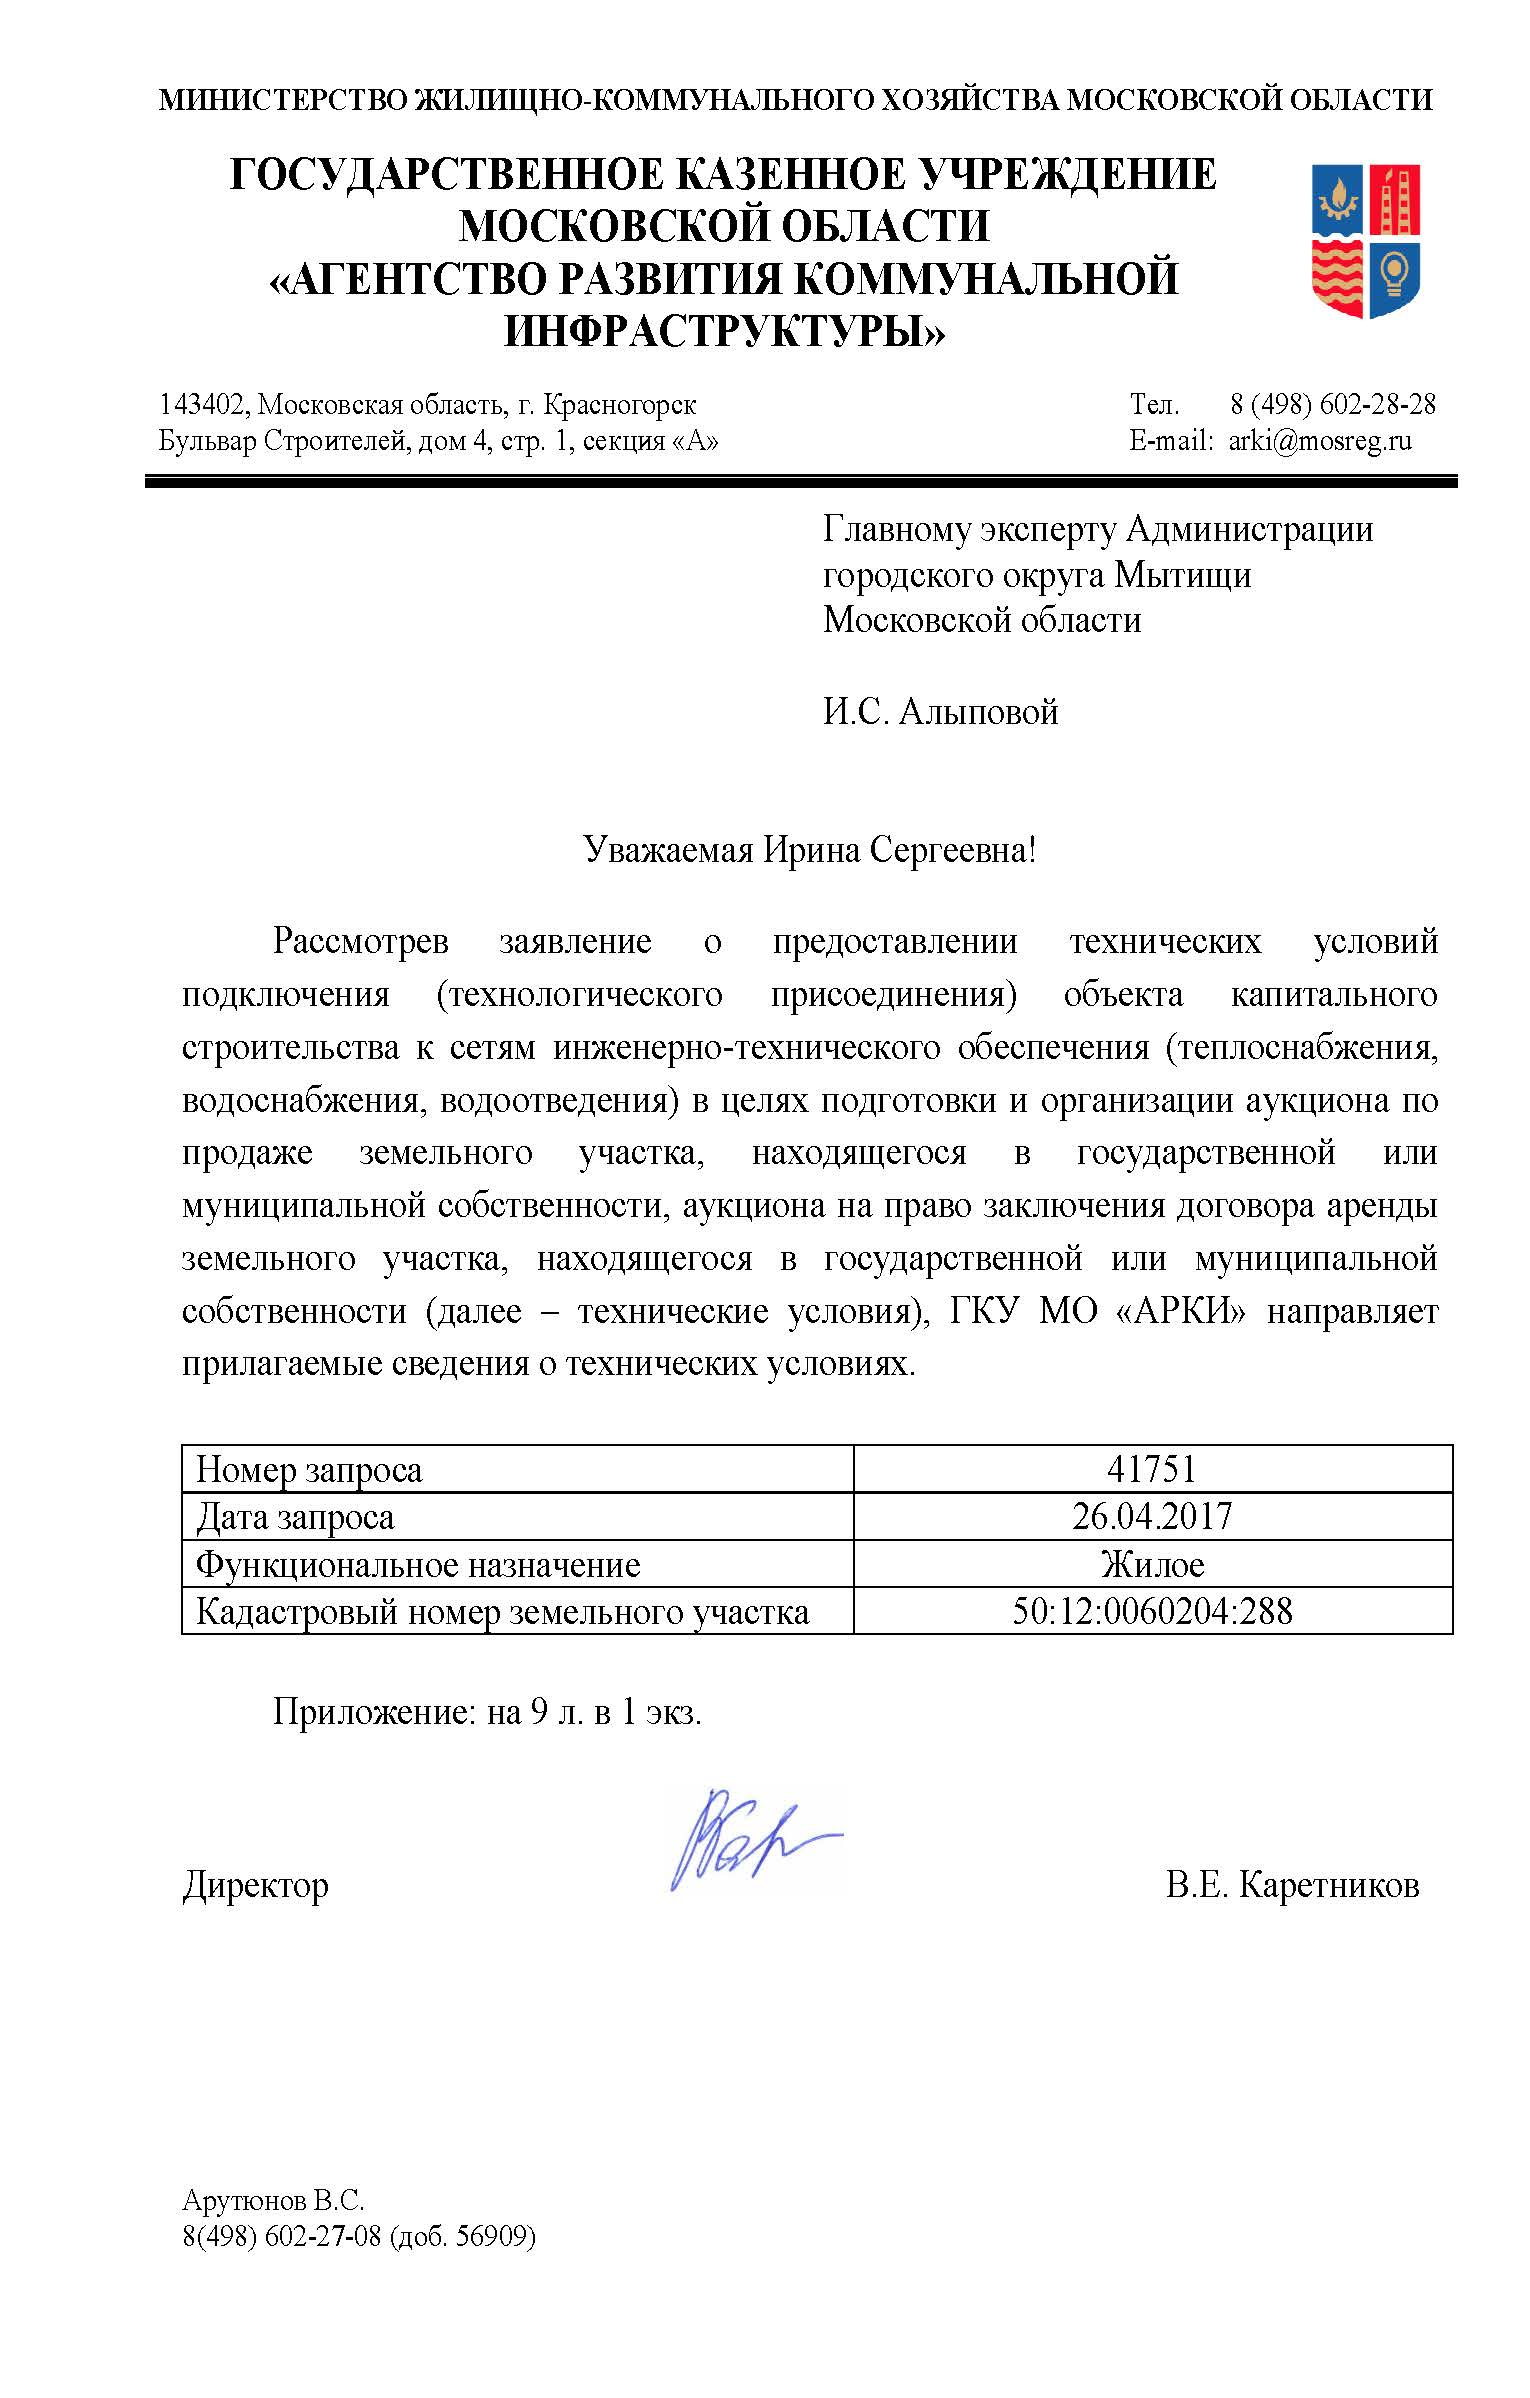 МИНИСТЕРСТВО ЖИЛИЩНО-КОММУНАЛЬНОГО ХОЗЯЙСТВА МОСКОВСКОЙ ОБЛАСТИ
ГОСУДАРСТВЕННОЕ КАЗЕННОЕ УЧРЕЖДЕНИЕ
МОСКОВСКОЙ ОБЛАСТИ
«АГЕНТСТВО РАЗВИТИЯ КОММУНАЛЬНОЙ
ИНФРАСТРУКТУРЫ»
143402, Московская область, г. Красногорск
Бульвар Строителей, дом 4, стр. 1, секция «А»
Тел. 8 (498) 602-28-28
E-mail: arki@mosreg.ru
Главному эксперту Администрации
городского округа Мытищи
Московской области
И.С. Алыповой
Уважаемая Ирина Сергеевна!
Рассмотрев заявление о предоставлении технических условий
подключения (технологического присоединения) объекта капитального
строительства к сетям инженерно-технического обеспечения (теплоснабжения,
водоснабжения, водоотведения) в целях подготовки и организации аукциона по
продаже земельного участка, находящегося в государственной или
муниципальной собственности, аукциона на право заключения договора аренды
земельного участка, находящегося в государственной или муниципальной
собственности (далее – технические условия), ГКУ МО «АРКИ» направляет
прилагаемые сведения о технических условиях.
Номер запроса 41751
Дата запроса 26.04.2017
Функциональное назначение Жилое
Кадастровый номер земельного участка 50:12:0060204:288
Приложение: на 9 л. в 1 экз.
Директор В.Е. Каретников
Арутюнов В.С.
8(498) 602-27-08 (доб. 56909)